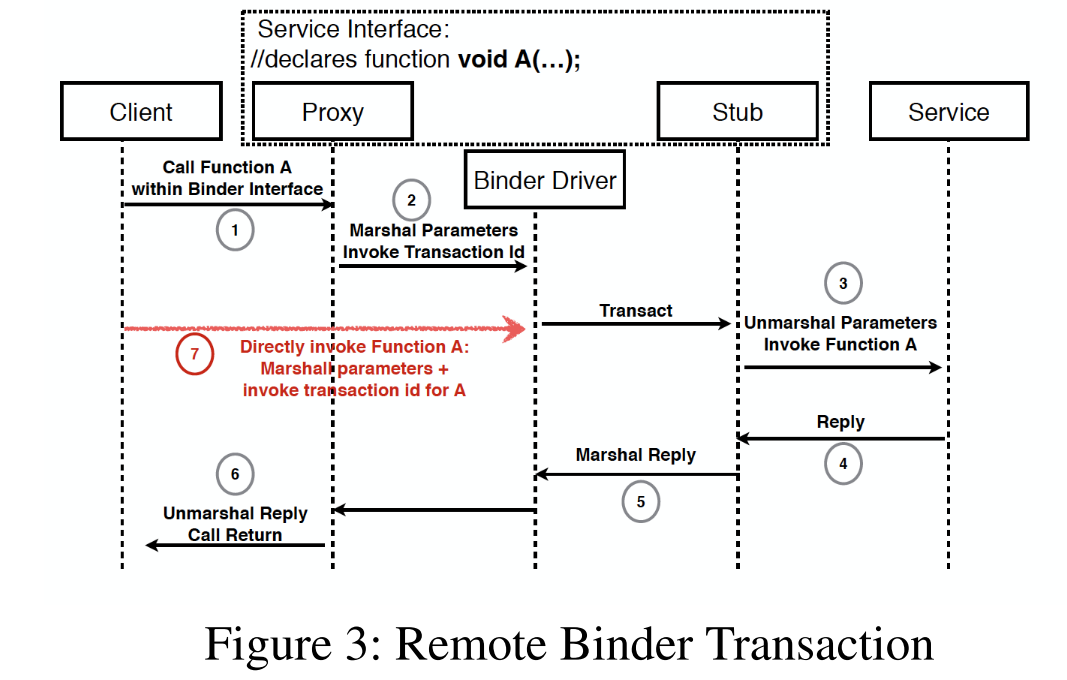 Service Interface:
//declares function void A(...);
Client
Proxy
Stub
Service
Binder Driver
Call Function A
within Binder Interface
1
2
Marshal Parameters
Invoke Transaction Id
3
Transact
Unmarshal Parameters
Invoke Function A
7
Directly invoke Function A:
Marshall parameters +
invoke transaction id for A
Reply
4
Marshal Reply
5
6
Unmarshal Reply
Call Return
Figure 3: Remote Binder Transaction